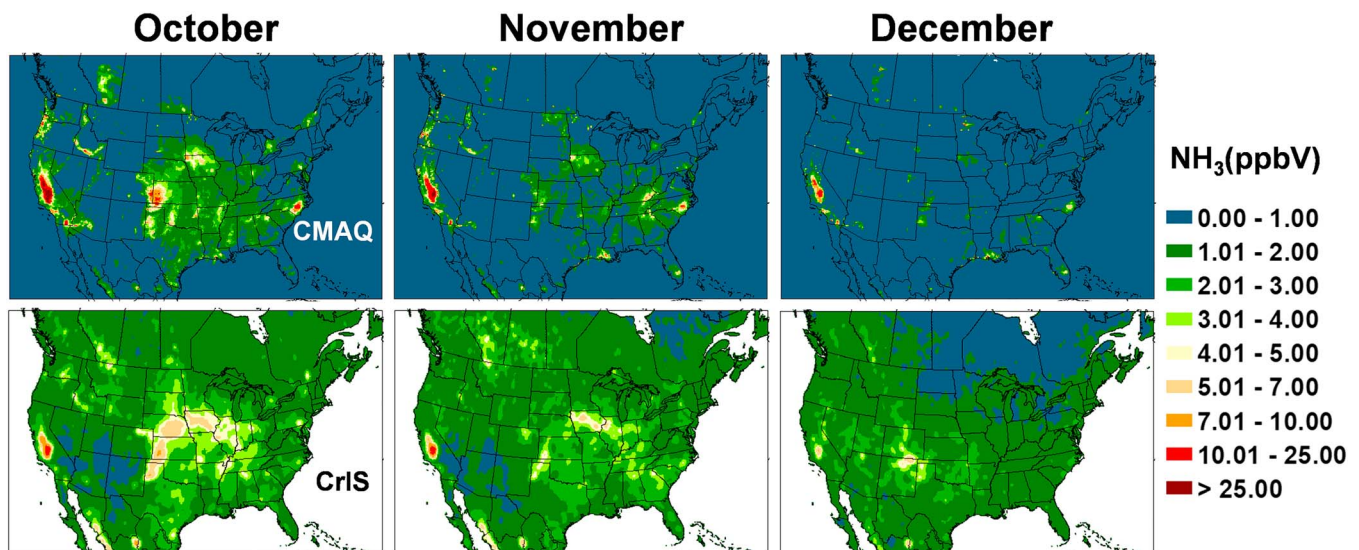 October
November
December
CMAQ
CrIS
NH₃(ppbV)
0.00 - 1.00
1.01 - 2.00
2.01 - 3.00
3.01 - 4.00
4.01 - 5.00
5.01 - 7.00
7.01 - 10.00
10.01 - 25.00
> 25.00